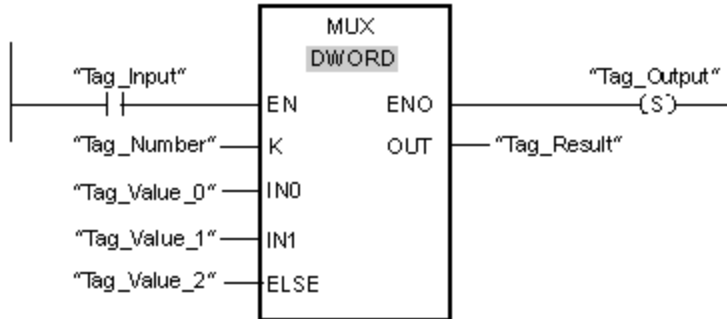 MUX
DWORD
"Tag_Input"
"Tag_Output"
EN
ENO
(S)
"Tag_Number"
K
OUT
"Tag_Result"
"Tag_Value_0"
IN0
"Tag_Value_1"
IN1
"Tag_Value_2"
ELSE